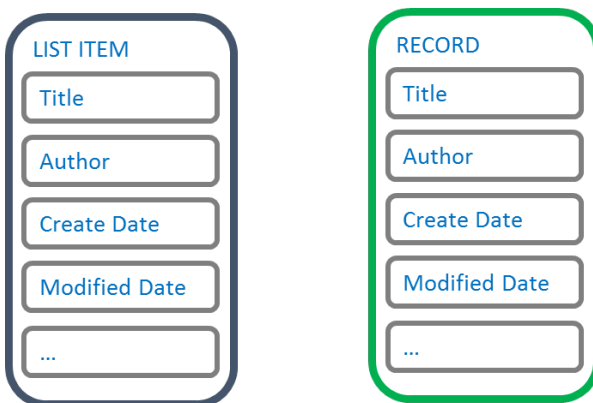 LIST ITEM
Title
Author
Create Date
Modified Date
...
RECORD
Title
Author
Create Date
Modified Date
...